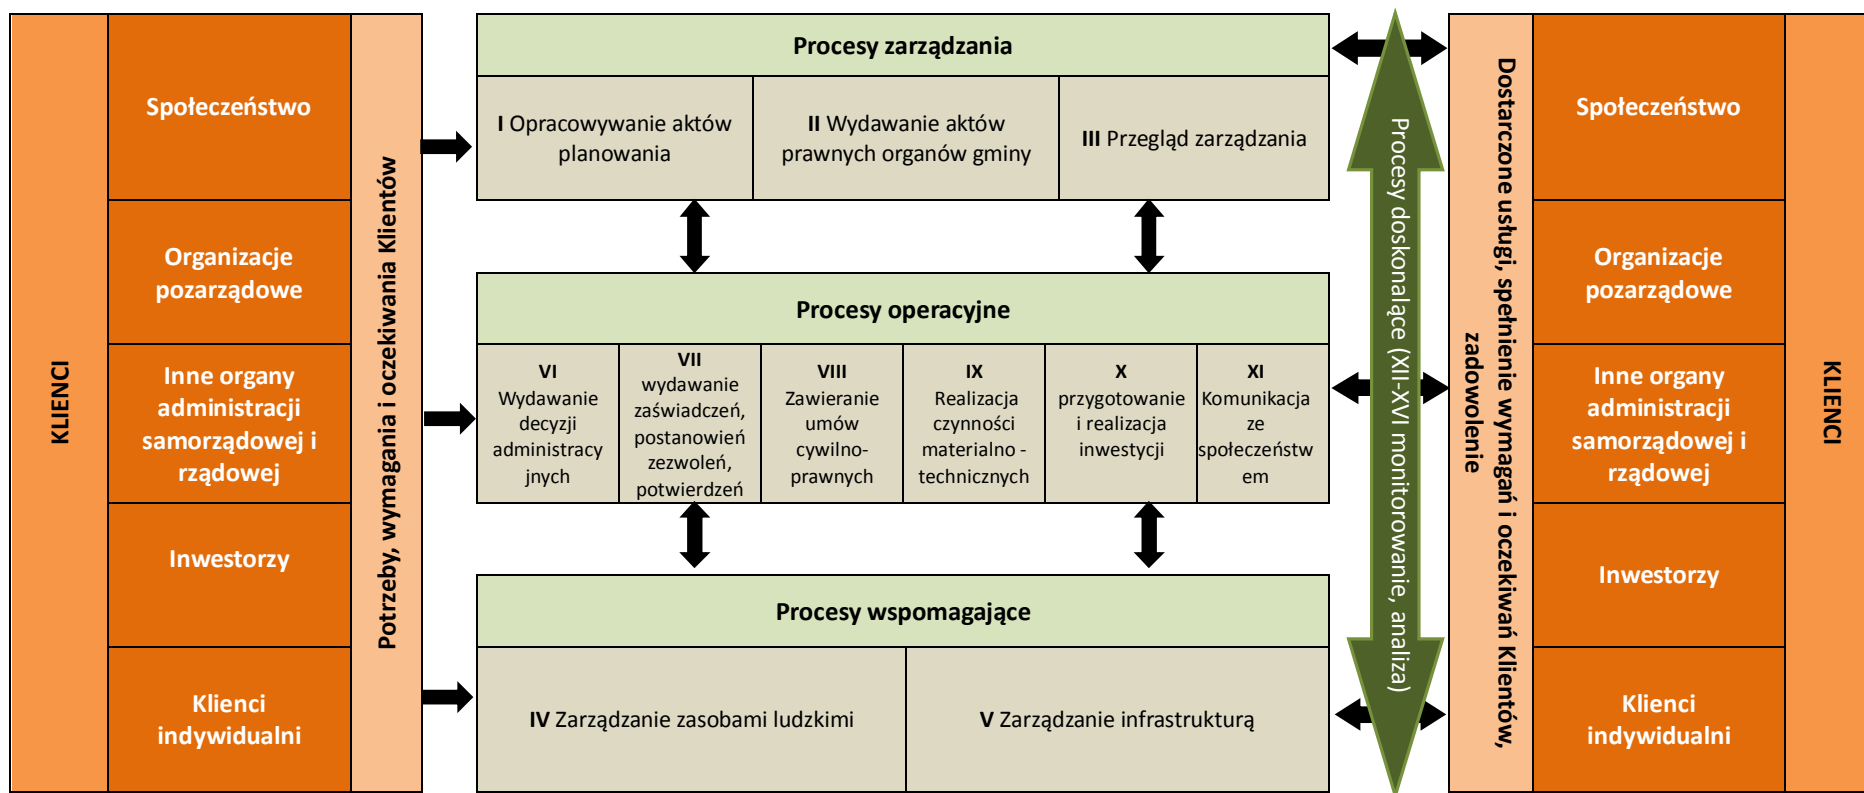 KLIENCI
Społeczeństwo
Organizacje
pozarządowe
Inne organy
administracji
samorządowej i
rządowej
Inwestorzy
Klienci
indywidualni
Potrzeby, wymagania i oczekiwania Klientów
Procesy zarządzania
I Opracowywanie aktów
planowania
II Wydawanie aktów
prawnych organów gminy
III Przegląd zarządzania
Procesy operacyjne
VI
Wydawanie
decyzji
administracy
jnych
VII
wydawanie
zaświadczeń,
postanowień
zezwoleń,
potwierdzeń
VIII
Zawieranie
umów
cywilno-
prawnych
IX
Realizacja
czynności
materialno -
technicznych
X
przygotowanie
i realizacja
inwestycji
XI
Komunikacja
ze
społeczeństw
em
Procesy wspomagające
IV Zarządzanie zasobami ludzkimi
V Zarządzanie infrastrukturą
Procesy doskonalące (XII-XVI monitorowanie, analiza)
Dostarczone usługi, spełnienie wymagań i oczekiwań Klientów,
zadowolenie
Społeczeństwo
Organizacje
pozarządowe
Inne organy
administracji
samorządowej i
rządowej
Inwestorzy
Klienci
indywidualni
KLIENCI